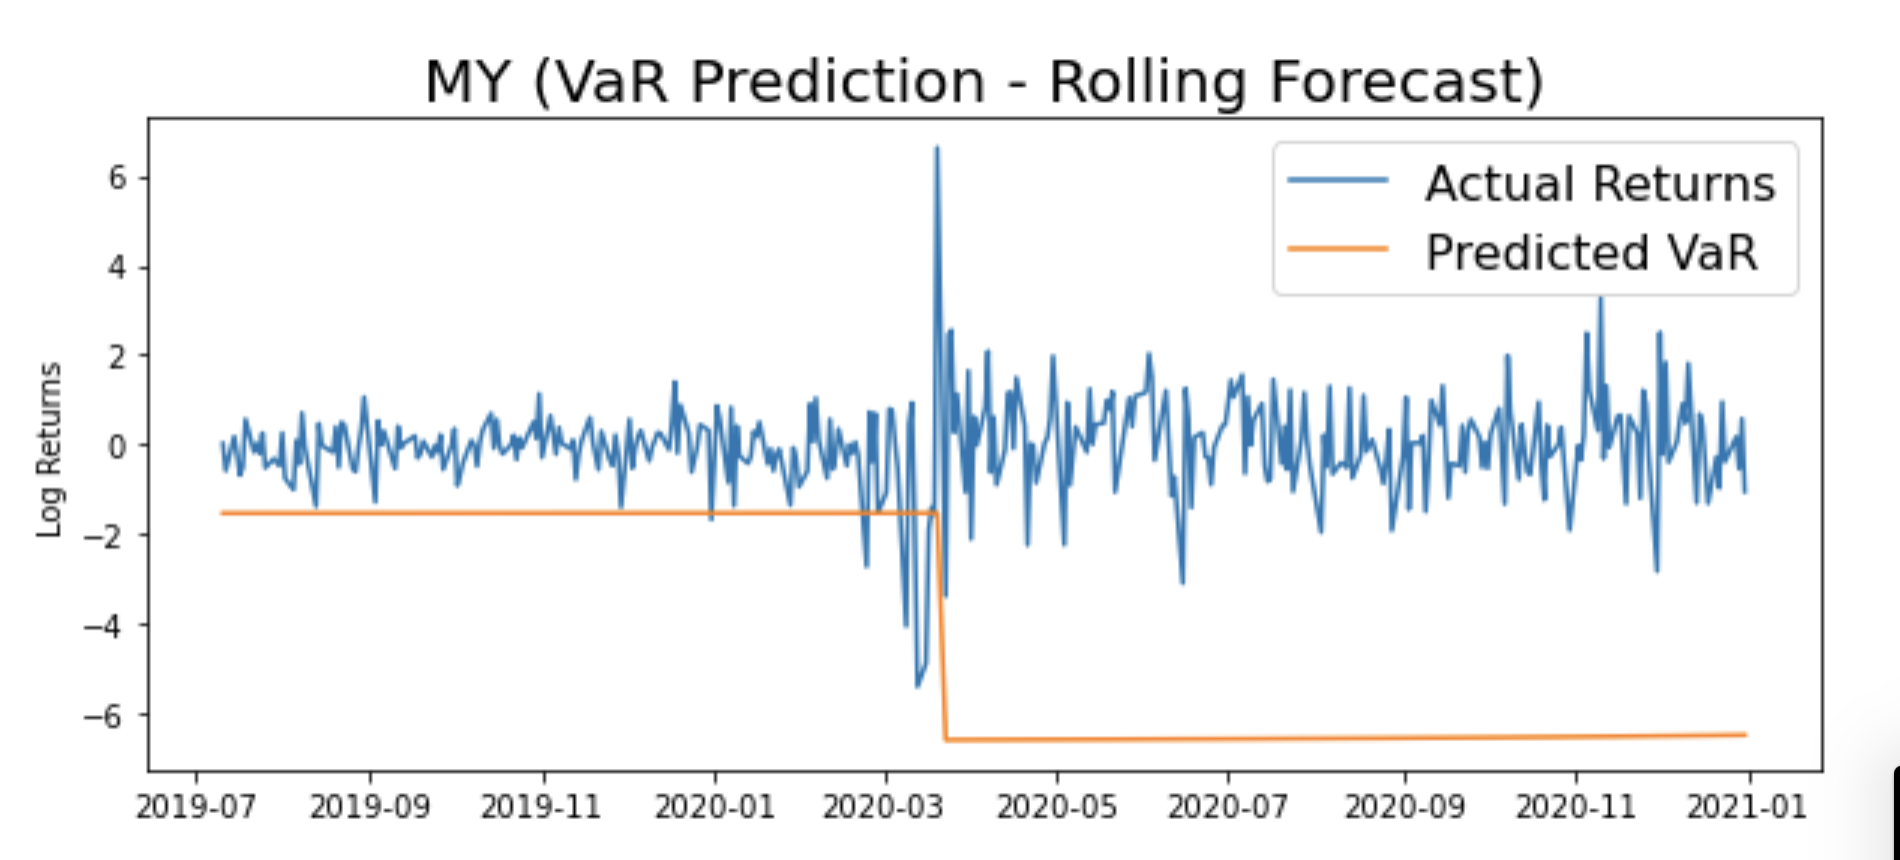 MY (VaR Prediction - Rolling Forecast)
Actual Returns
Predicted VaR
Log Returns
6
4
2
0
−2
−4
−6
2019-07 2019-09 2019-11 2020-01 2020-03 2020-05 2020-07 2020-09 2020-11 2021-01